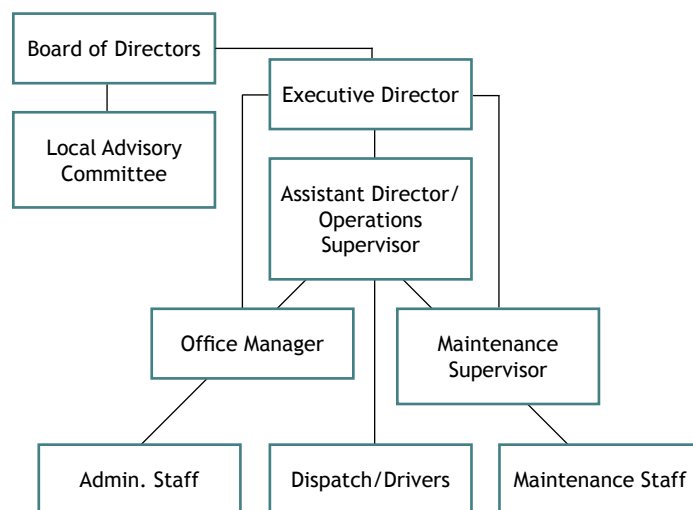 Board of Directors
Executive Director
Local Advisory
Committee
Assistant Director/
Operations
Supervisor
Office Manager
Maintenance
Supervisor
Admin. Staff
Dispatch/Drivers
Maintenance Staff